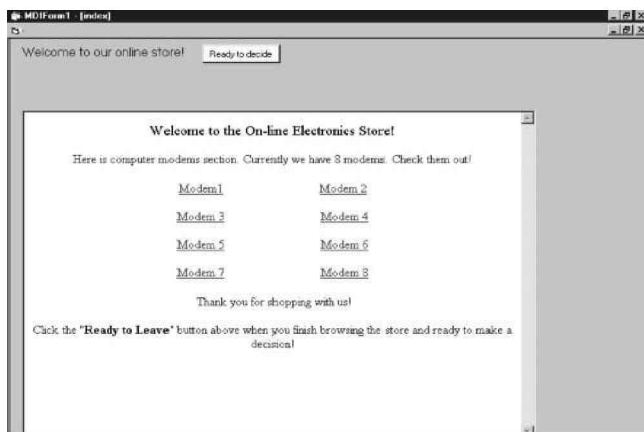 MDIForm1 - [index]
Welcome to our online store! Ready to decide
Welcome to the On-line Electronics Store!
Here is computer modems section. Currently we have 8 modems. Check them out!
Modem1 Modem 2
Modem 3 Modem 4
Modem 5 Modem 6
Modem 7 Modem 8
Thank you for shopping with us!
Click the "Ready to Leave" button above when you finish browsing the store and ready to make a
decision!